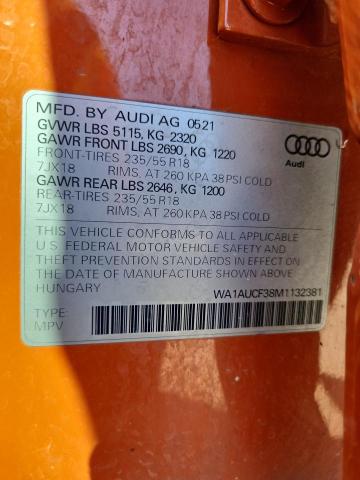 MFD. BY AUDI AG 0521
GVWR LBS 5115, KG 2320
GAWR FRONT LBS 2690, KG 1220
FRONT-TIRES 235/55 R18
7JX18 RIMS, AT 260 KPA 38 PSI COLD
GAWR REAR LBS 2646, KG 1200
REAR-TIRES 235/55 R18
7JX18 RIMS, AT 260 KPA 38 PSI COLD
Audi
THIS VEHICLE CONFORMS TO ALL APPLICABLE
U.S. FEDERAL MOTOR VEHICLE SAFETY AND
THEFT PREVENTION STANDARDS IN EFFECT ON
THE DATE OF MANUFACTURE SHOWN ABOVE
HUNGARY
WA1AUCF38M1132381
TYPE:
MPV